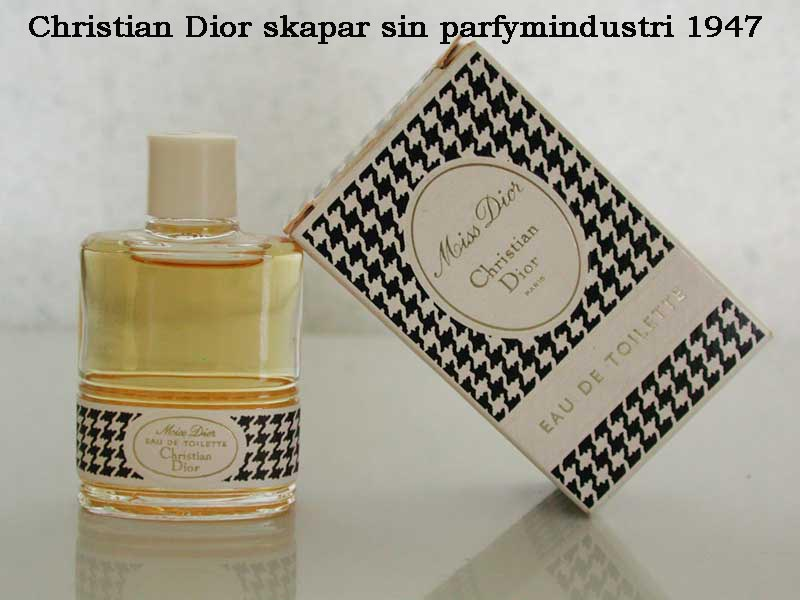 Christian Dior skapar sin parfymindustri 1947
Miss Dior
Christian
Dior
PARIS
EAU DE TOILETTE
Miss Dior
EAU DE TOILETTE
Christian
Dior